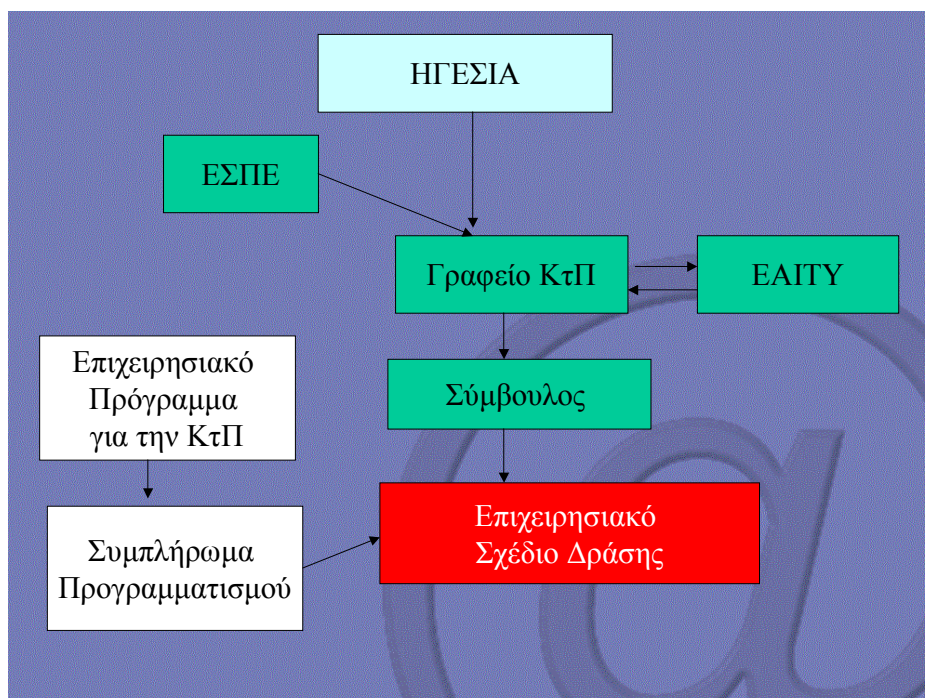 ΗΓΕΣΙΑ
ΕΣΠΕ
Γραφείο ΚτΠ
ΕΑΙΤΥ
Επιχειρησιακό
Πρόγραμμα
για την ΚτΠ
Σύμβουλος
Επιχειρησιακό
Σχέδιο Δράσης
Συμπλήρωμα
Προγραμματισμού